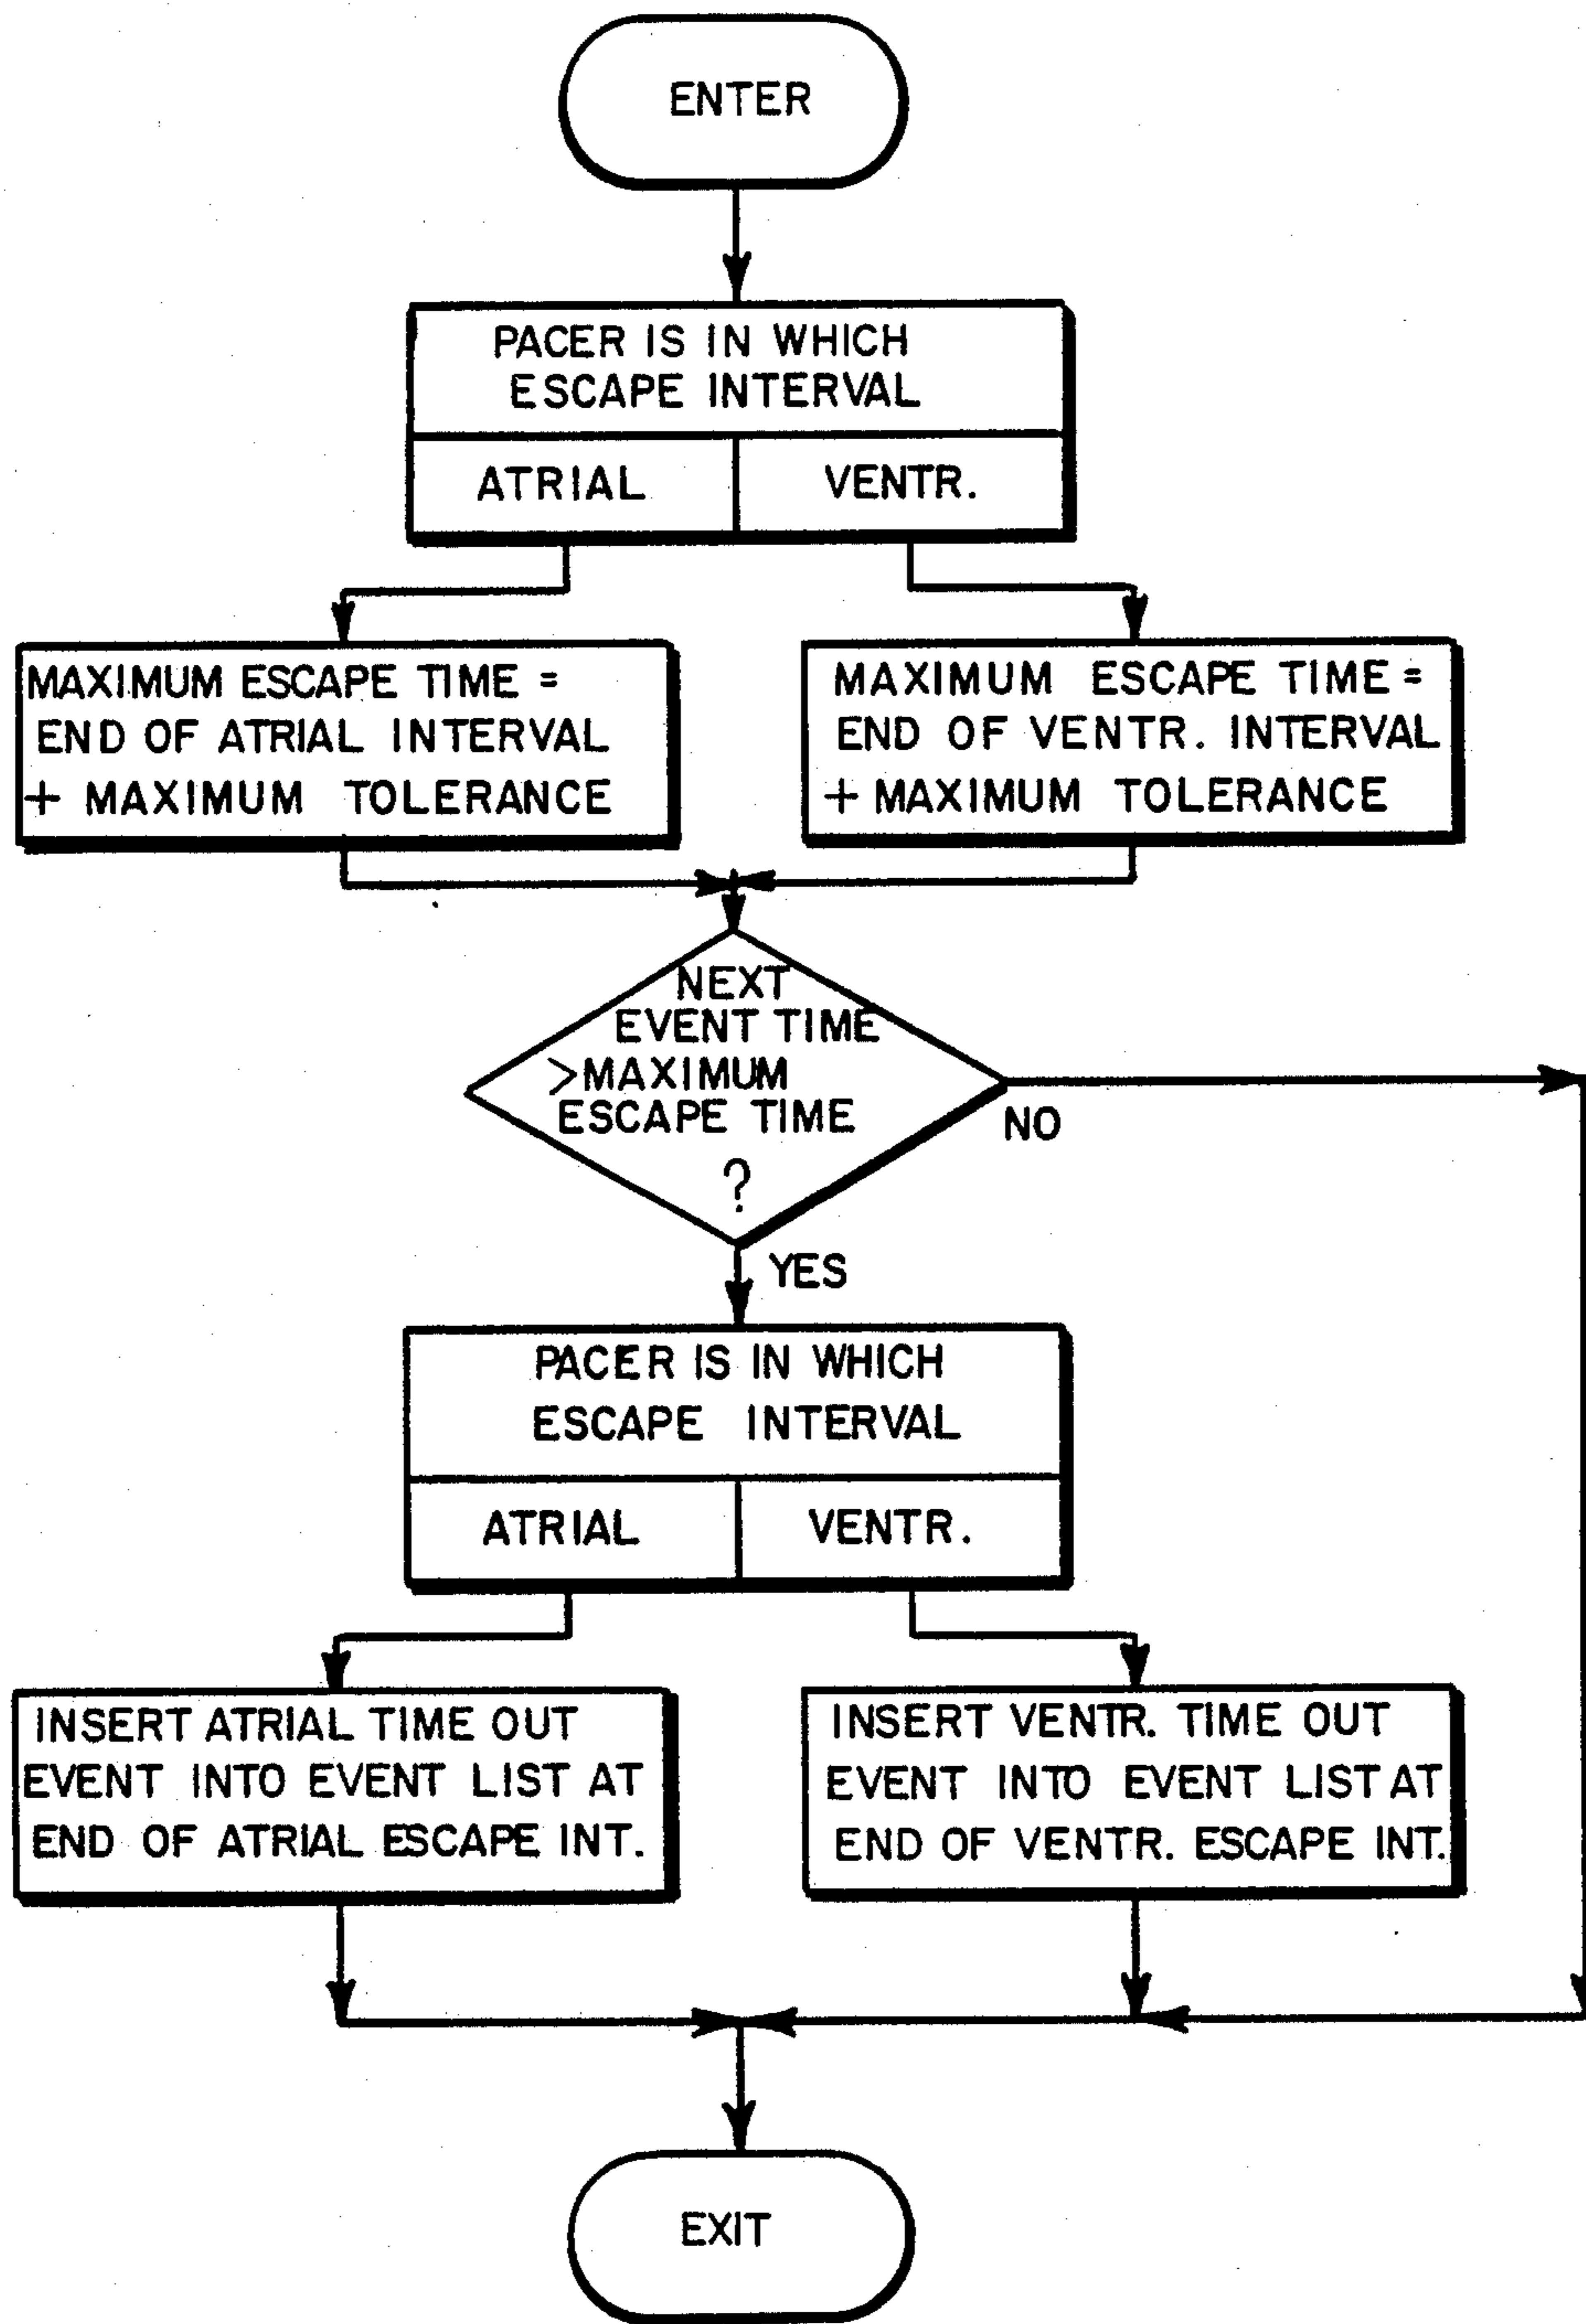 ENTER
PACER IS IN WHICH
ESCAPE INTERVAL
ATRIAL
VENTR.
MAXIMUM ESCAPE TIME =
END OF ATRIAL INTERVAL
+ MAXIMUM TOLERANCE
MAXIMUM ESCAPE TIME =
END OF VENTR. INTERVAL
+ MAXIMUM TOLERANCE
NEXT
EVENT TIME
>MAXIMUM
ESCAPE TIME
?
NO
YES
PACER IS IN WHICH
ESCAPE INTERVAL
ATRIAL
VENTR.
INSERT ATRIAL TIME OUT
EVENT INTO EVENT LIST AT
END OF ATRIAL ESCAPE INT.
INSERT VENTR. TIME OUT
EVENT INTO EVENT LIST AT
END OF VENTR. ESCAPE INT.
EXIT